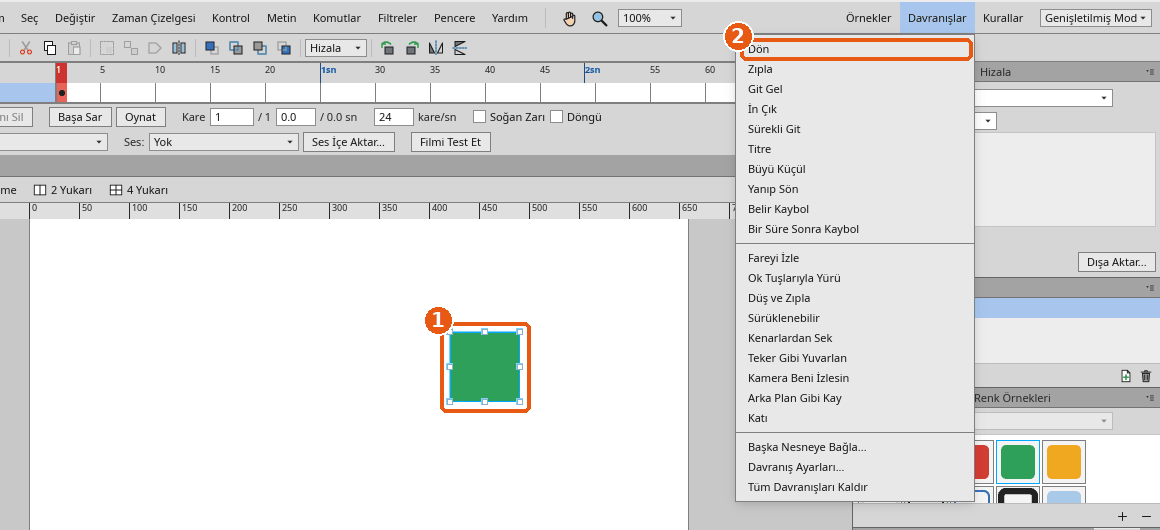 Seç Değiştir Zaman Çizelgesi Kontrol Metin Komutlar Filtreler Pencere Yardım 100% Örnekler Davranışlar Kurallar Genişletilmiş Mod
2
Hizala
Dön
Zıpla
Git Gel
İn Çık
Sürekli Git
Titre
Büyü Küçül
Yanıp Sön
Belir Kaybol
Bir Süre Sonra Kaybol
Fareyi İzle
Ok Tuşlarıyla Yürü
Düş ve Zıpla
Sürüklenebilir
Kenarlardan Sek
Teker Gibi Yuvarlan
Kamera Beni İzlesin
Arka Plan Gibi Kay
Katı
Başka Nesneye Bağla...
Davranış Ayarları...
Tüm Davranışları Kaldır
1 5 10 15 20 1sn 30 35 40 45 2sn 55 60
Hizala
Sil Başa Sar Oynat Kare 1 / 1 0.0 / 0.0 sn 24 kare/sn Soğan Zarı Döngü
Ses: Yok Ses İçe Aktar... Filmi Test Et
2 Yukarı 4 Yukarı
0 50 100 150 200 250 300 350 400 450 500 550 600 650
Dışa Aktar...
1
Renk Örnekleri